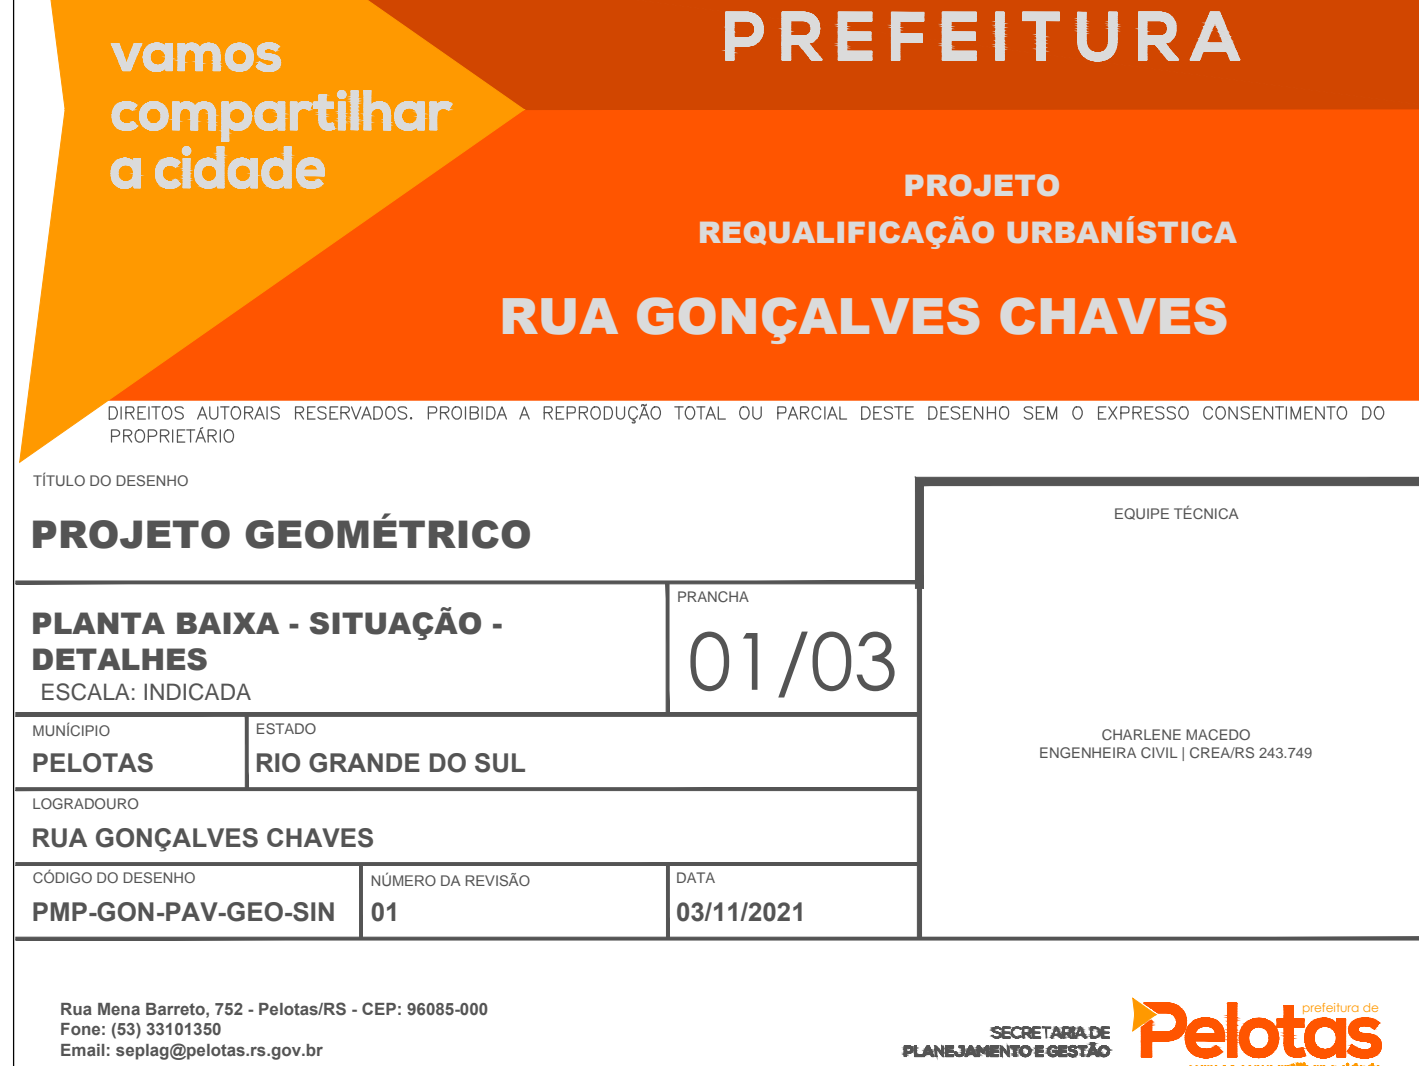 vamos
compartilhar
a cidade
PREFEITURA
PROJETO
REQUALIFICAÇÃO URBANÍSTICA
RUA GONÇALVES CHAVES
DIREITOS AUTORAIS RESERVADOS. PROIBIDA A REPRODUÇÃO TOTAL OU PARCIAL DESTE DESENHO SEM O EXPRESSO CONSENTIMENTO DO
PROPRIETÁRIO
TÍTULO DO DESENHO
PROJETO GEOMÉTRICO
EQUIPE TÉCNICA
PLANTA BAIXA - SITUAÇÃO -
DETALHES
ESCALA: INDICADA
PRANCHA
01/03
MUNÍCIPIO
PELOTAS
ESTADO
RIO GRANDE DO SUL
CHARLENE MACEDO
ENGENHEIRA CIVIL | CREA/RS 243.749
LOGRADOURO
RUA GONÇALVES CHAVES
CÓDIGO DO DESENHO
PMP-GON-PAV-GEO-SIN
NÚMERO DA REVISÃO
01
DATA
03/11/2021
Rua Mena Barreto, 752 - Pelotas/RS - CEP: 96085-000
Fone: (53) 33101350
Email: seplag@pelotas.rs.gov.br
SECRETARIA DE
PLANEJAMENTO E GESTÃO
prefeitura de
Pelotas